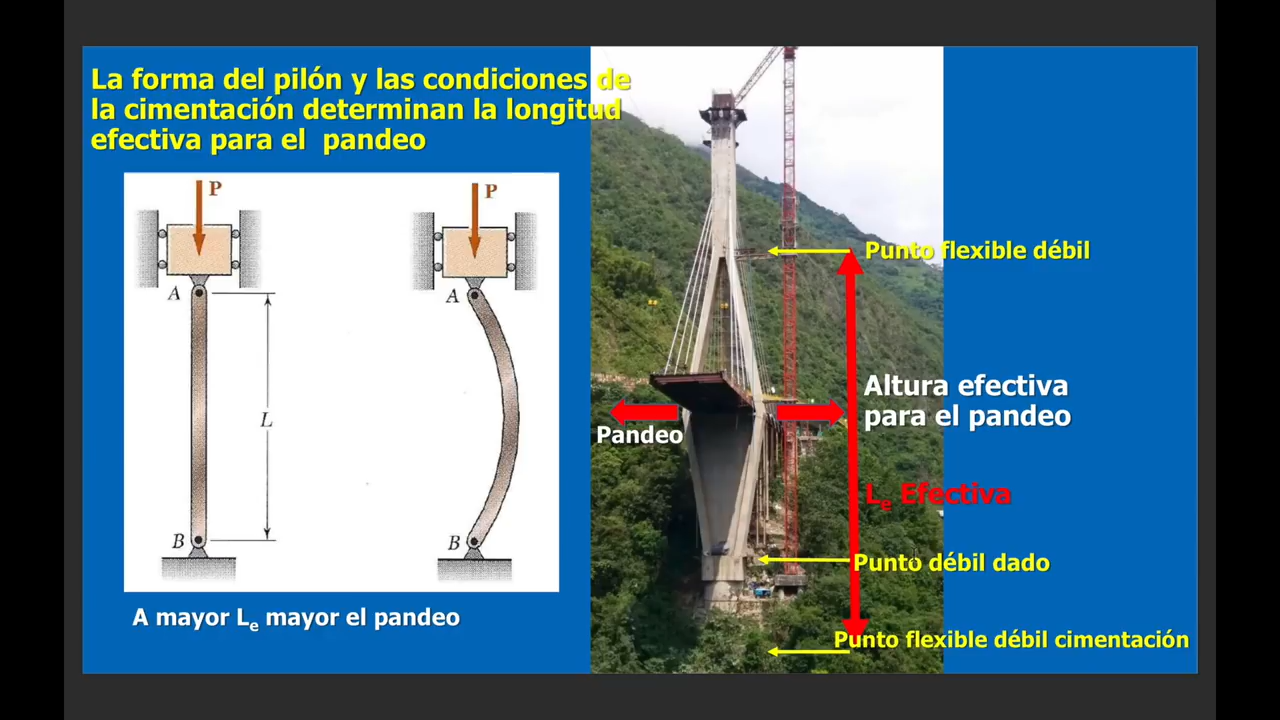 La forma del pilón y las condiciones de
la cimentación determinan la longitud
efectiva para el pandeo
P
P
A
A
L
B
B
A mayor Le mayor el pandeo
Punto flexible débil
Altura efectiva
para el pandeo
Pandeo
Le Efectiva
Punto débil dado
Punto flexible débil cimentación